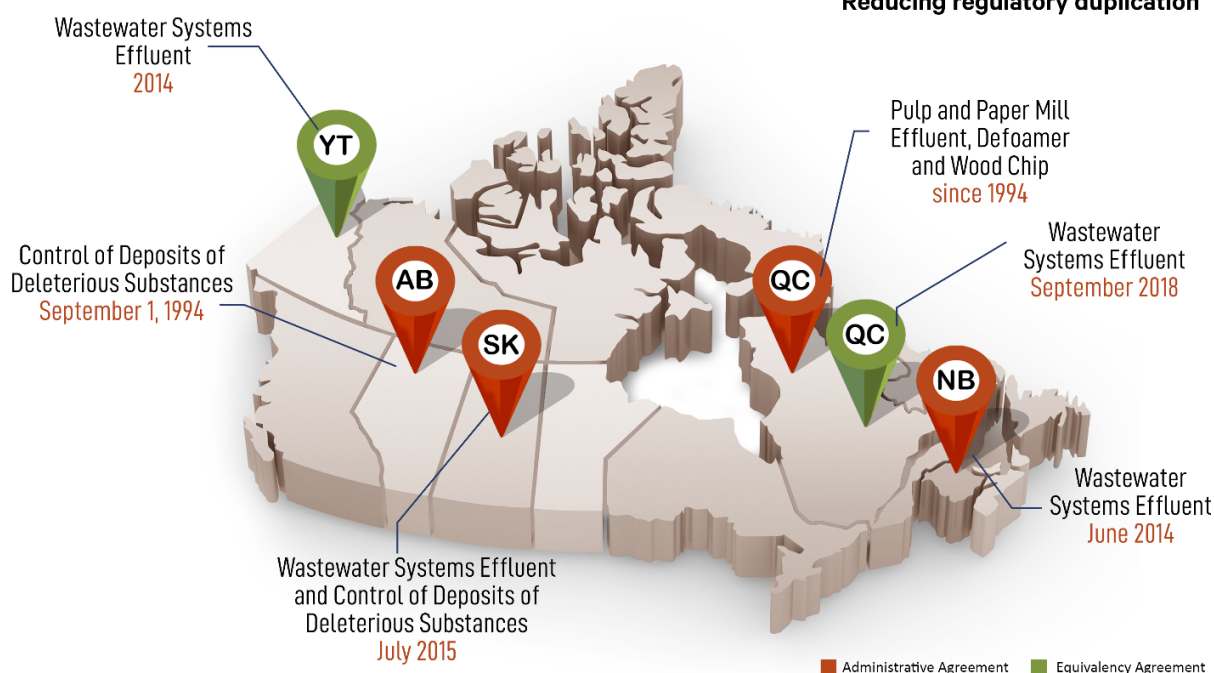 Reducing regulatory duplication
Wastewater Systems
Effluent
2014
YT
Pulp and Paper Mill
Effluent, Defoamer
and Wood Chip
since 1994
Wastewater
Systems Effluent
September 2018
Control of Deposits of
Deleterious Substances
September 1, 1994
AB
SK
QC
QC
NB
Wastewater
Systems Effluent
June 2014
Wastewater Systems Effluent
and Control of Deposits of
Deleterious Substances
July 2015
Administrative Agreement
Equivalency Agreement